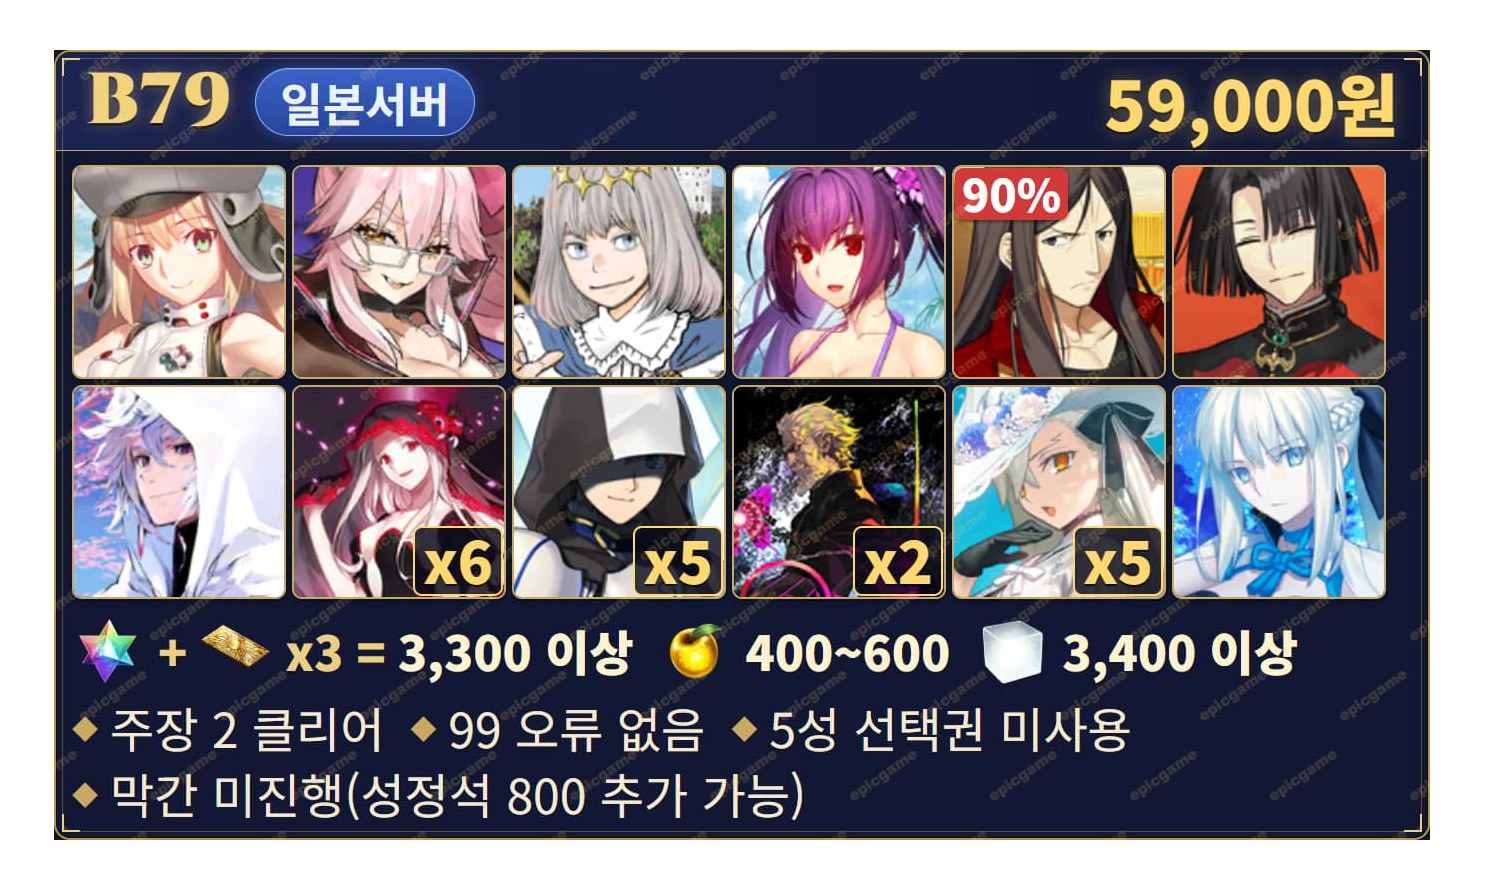 B79 일본서버 59,000원
90%
x6 x5 x2 x5
+ x3 = 3,300 이상 400~600 3,400 이상
◆ 주장 2 클리어 ◆ 99 오류 없음 ◆ 5성 선택권 미사용
◆ 막간 미진행(성정석 800 추가 가능)
epicgame